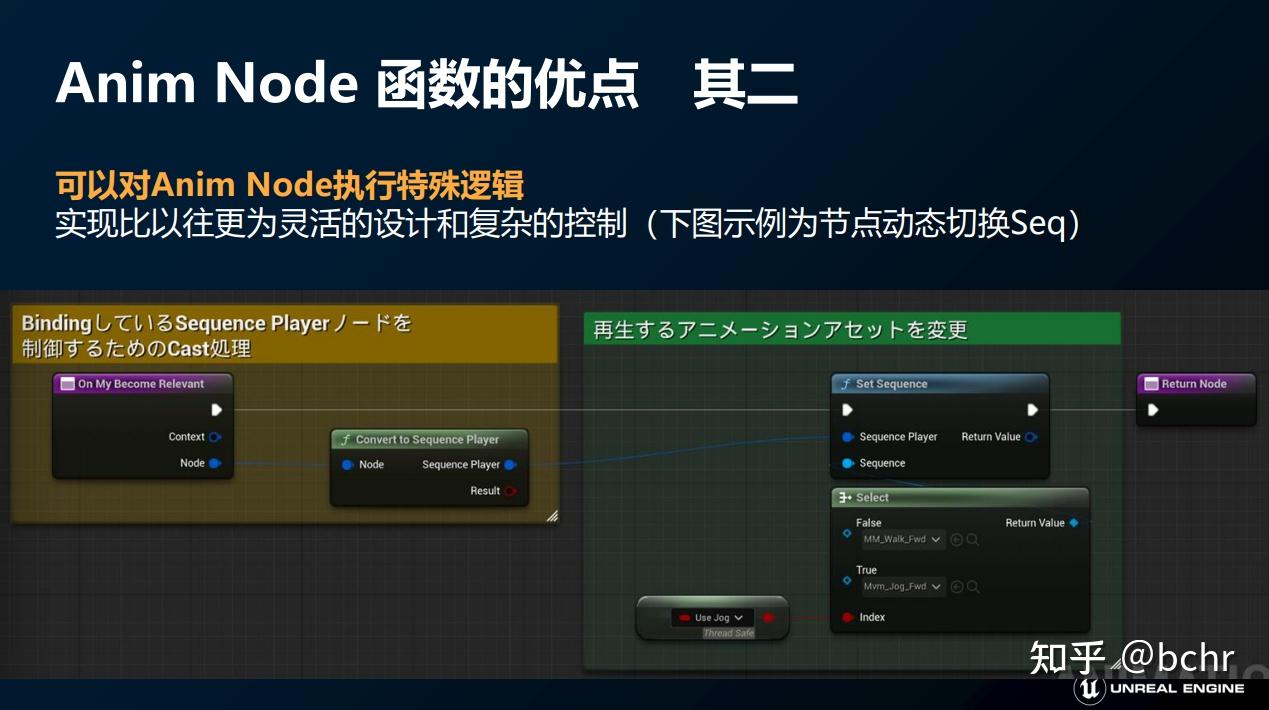 Anim Node 函数的优点　其二
可以对Anim Node执行特殊逻辑
实现比以往更为灵活的设计和复杂的控制（下图示例为节点动态切换Seq）
BindingしているSequence Playerノードを
制御するためのCast処理
On My Become Relevant
Context
Node
f Convert to Sequence Player
Node Sequence Player
Result
再生するアニメーションアセットを変更
f Set Sequence
Sequence Player Return Value
Sequence
Select
False Return Value
MM_Walk_Fwd
True
Mvm_Jog_Fwd
Index
Use Jog
Thread Safe
Return Node
知乎 @bchr
UNREAL ENGINE